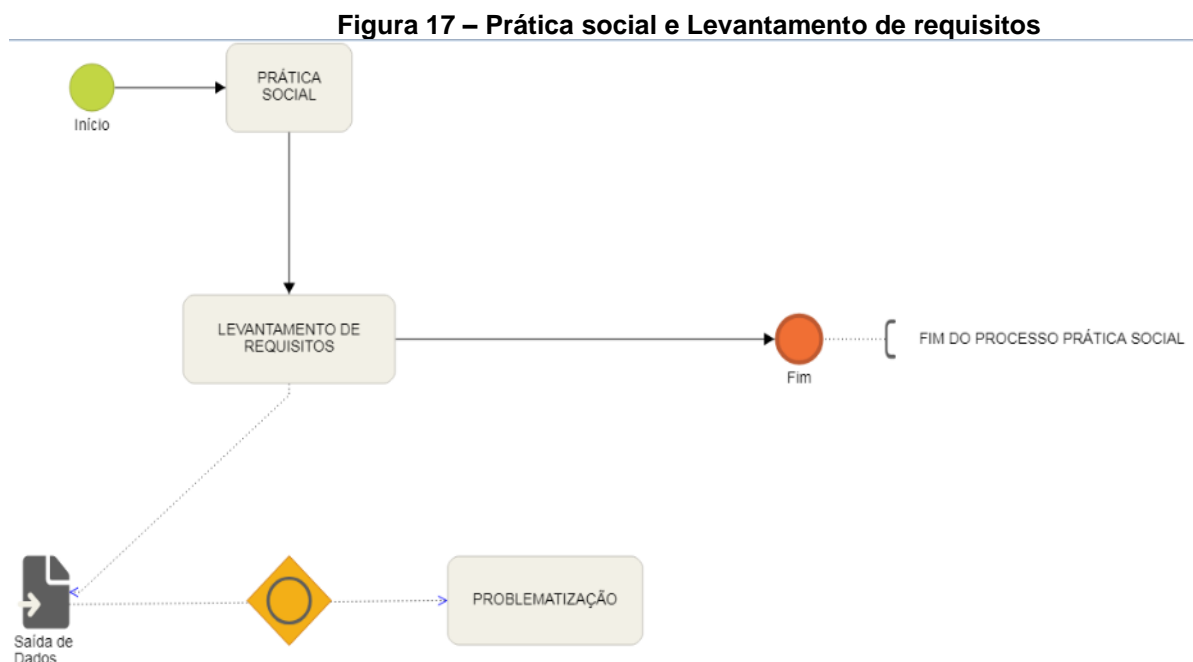 Figura 17 – Prática social e Levantamento de requisitos
PRÁTICA
SOCIAL
Início
LEVANTAMENTO DE
REQUISITOS
FIM DO PROCESSO PRÁTICA SOCIAL
Fim
PROBLEMATIZAÇÃO
Saída de
Dados